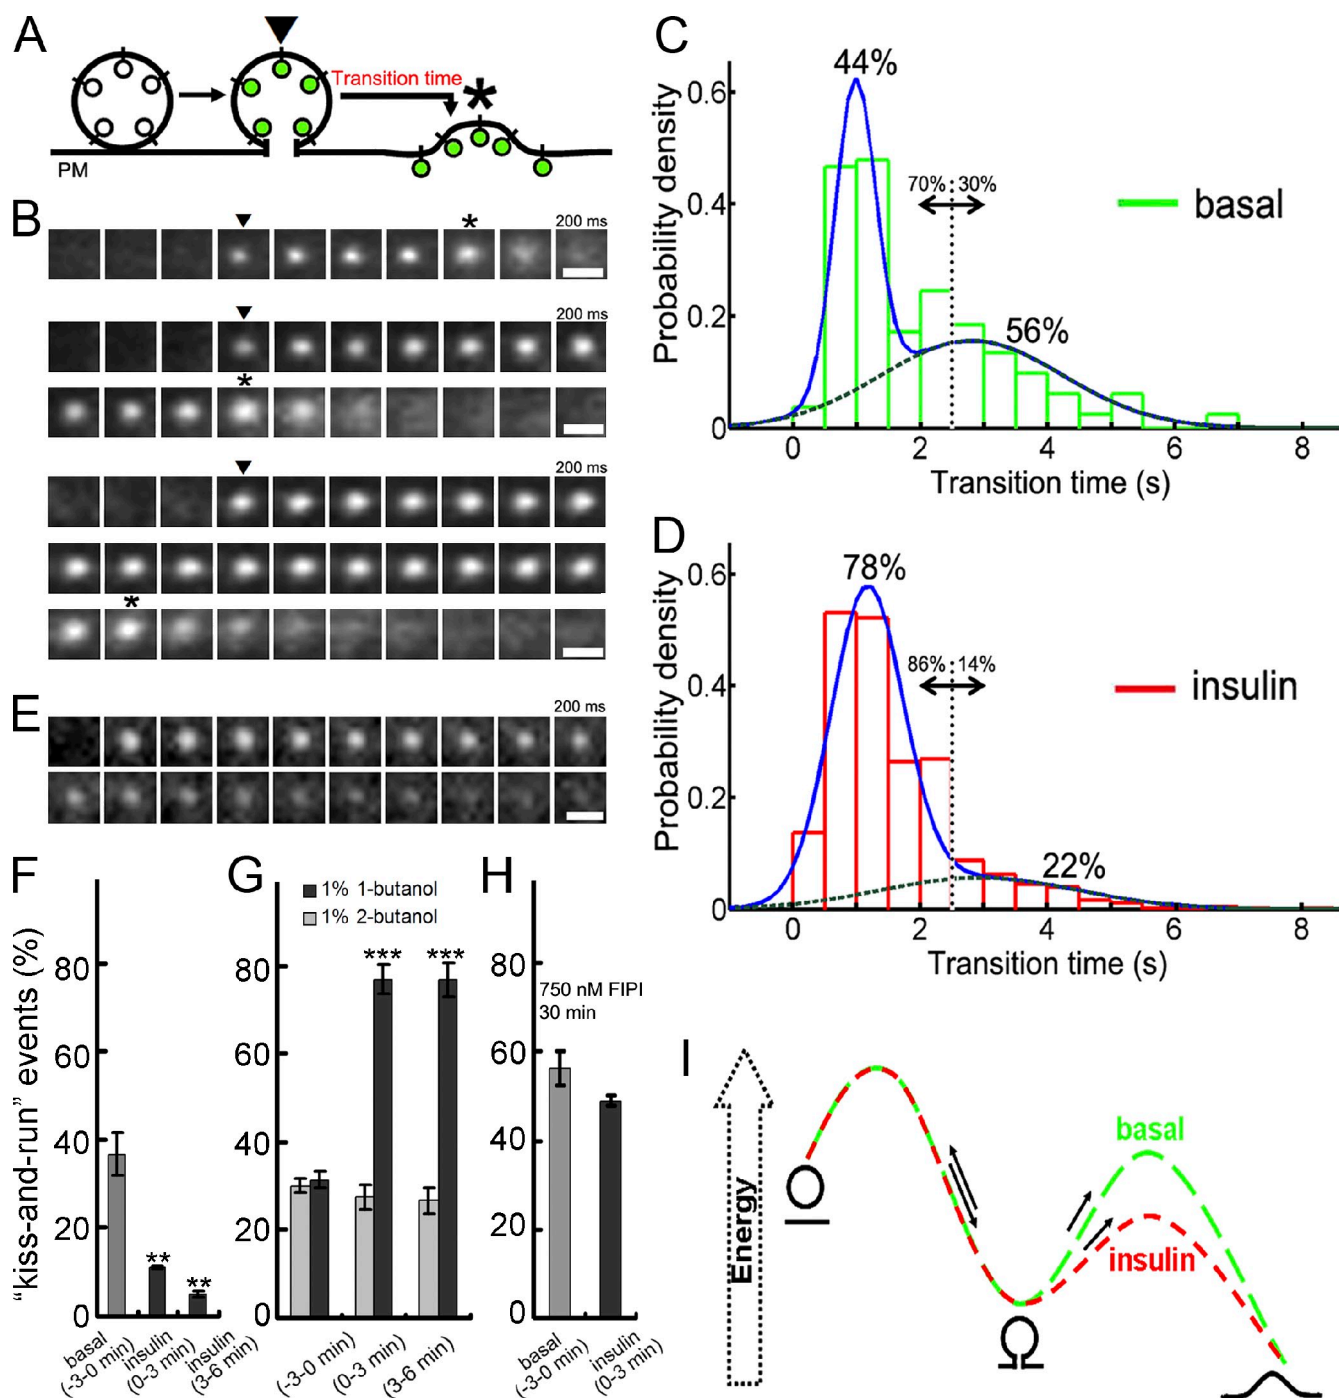 A
Transition time
*
PM
B
200 ms
*
200 ms
*
200 ms
*
C
44%
Probability density
0.6
0.4
0.2
0
70% 30%
basal
56%
0 2 4 6 8
Transition time (s)
D
78%
Probability density
0.6
0.4
0.2
0
86% 14%
insulin
22%
0 2 4 6 8
Transition time (s)
E
200 ms
F
"kiss-and-run" events (%)
80
60
40
20
0
** **
basal
(-3-0 min)
insulin
(0-3 min)
insulin
(3-6 min)
G
1% 1-butanol
1% 2-butanol
80
60
40
20
0
*** ***
(-3-0 min)
(0-3 min)
(3-6 min)
H
750 nM FIPI
30 min
80
60
40
20
0
basal
(-3-0 min)
insulin
(0-3 min)
I
Energy
basal
insulin